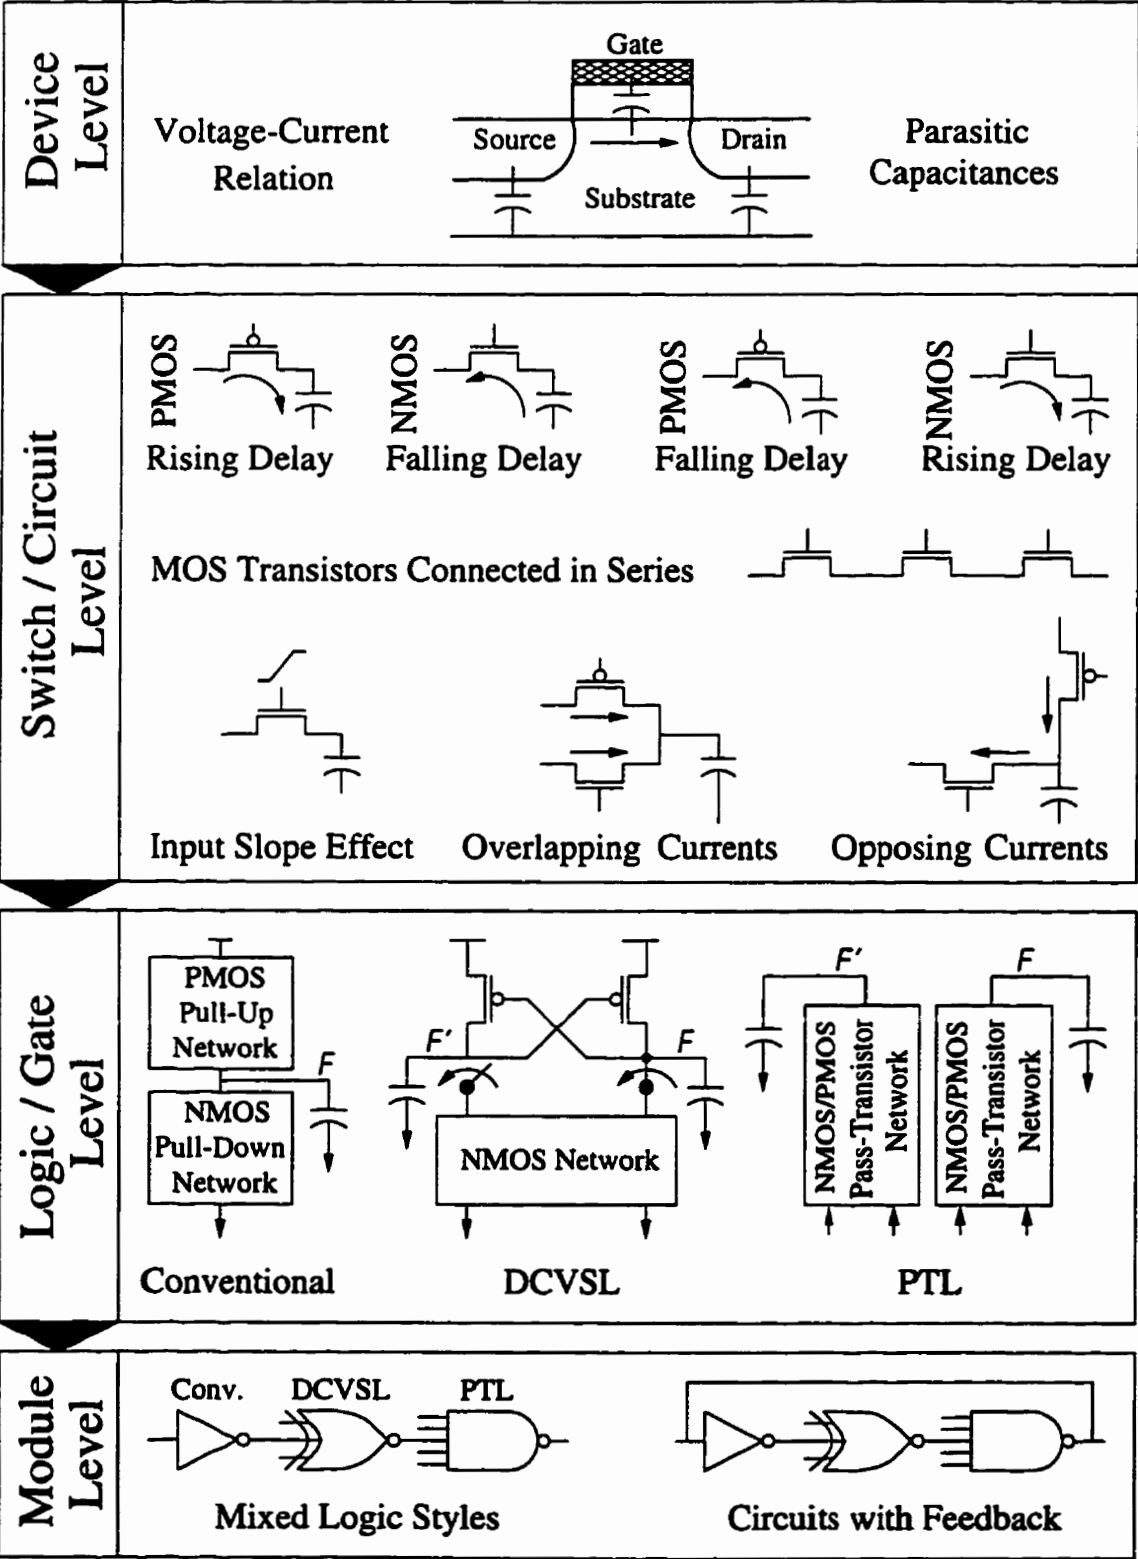 Device
Level
Voltage-Current
Relation
Gate
Source
Drain
Substrate
Parasitic
Capacitances
Switch / Circuit
Level
PMOS
Rising Delay
NMOS
Falling Delay
PMOS
Falling Delay
NMOS
Rising Delay
MOS Transistors Connected in Series
Input Slope Effect
Overlapping Currents
Opposing Currents
Logic / Gate
Level
PMOS
Pull-Up
Network
F
NMOS
Pull-Down
Network
Conventional
F'
F
NMOS Network
DCVSL
F'
F
NMOS/PMOS
Pass-Transistor
Network
NMOS/PMOS
Pass-Transistor
Network
PTL
Module
Level
Conv.
DCVSL
PTL
Mixed Logic Styles
Circuits with Feedback